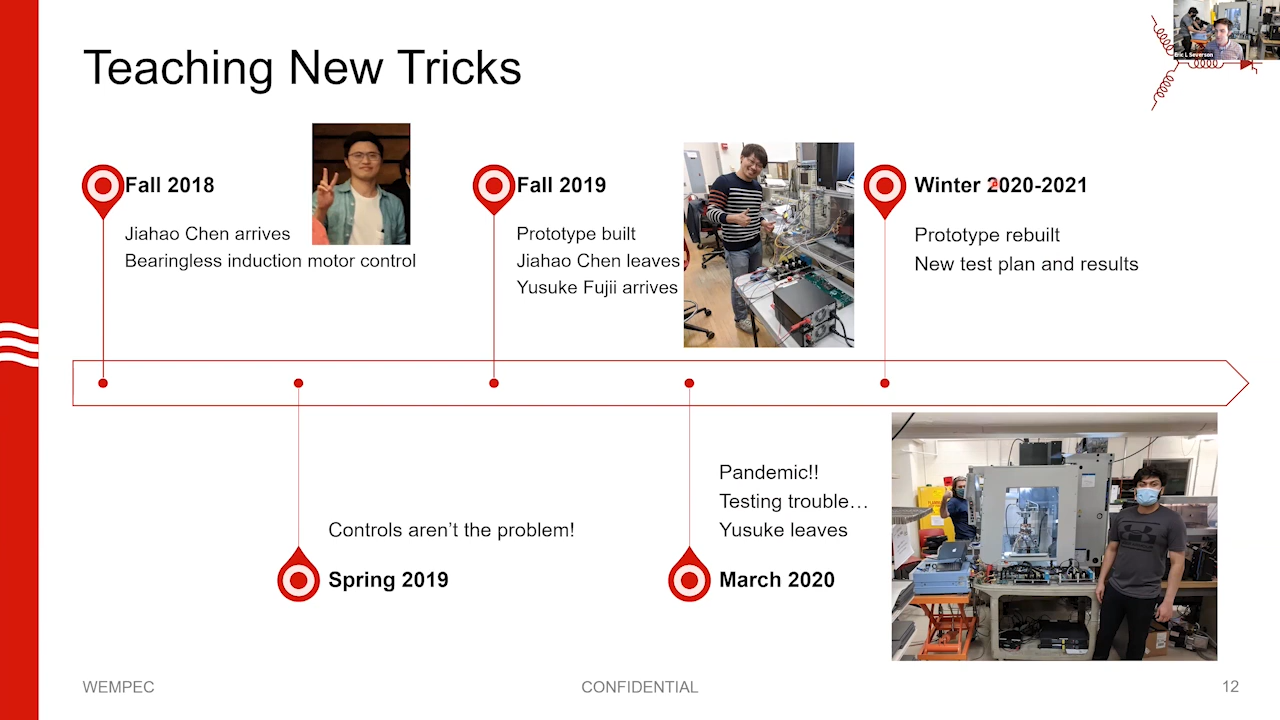 Teaching New Tricks
Eric L Severson
Fall 2018
Jiahao Chen arrives
Bearingless induction motor control
Fall 2019
Prototype built
Jiahao Chen leaves
Yusuke Fujii arrives
Winter 2020-2021
Prototype rebuilt
New test plan and results
Controls aren't the problem!
Spring 2019
Pandemic!!
Testing trouble…
Yusuke leaves
March 2020
WEMPEC
CONFIDENTIAL
12